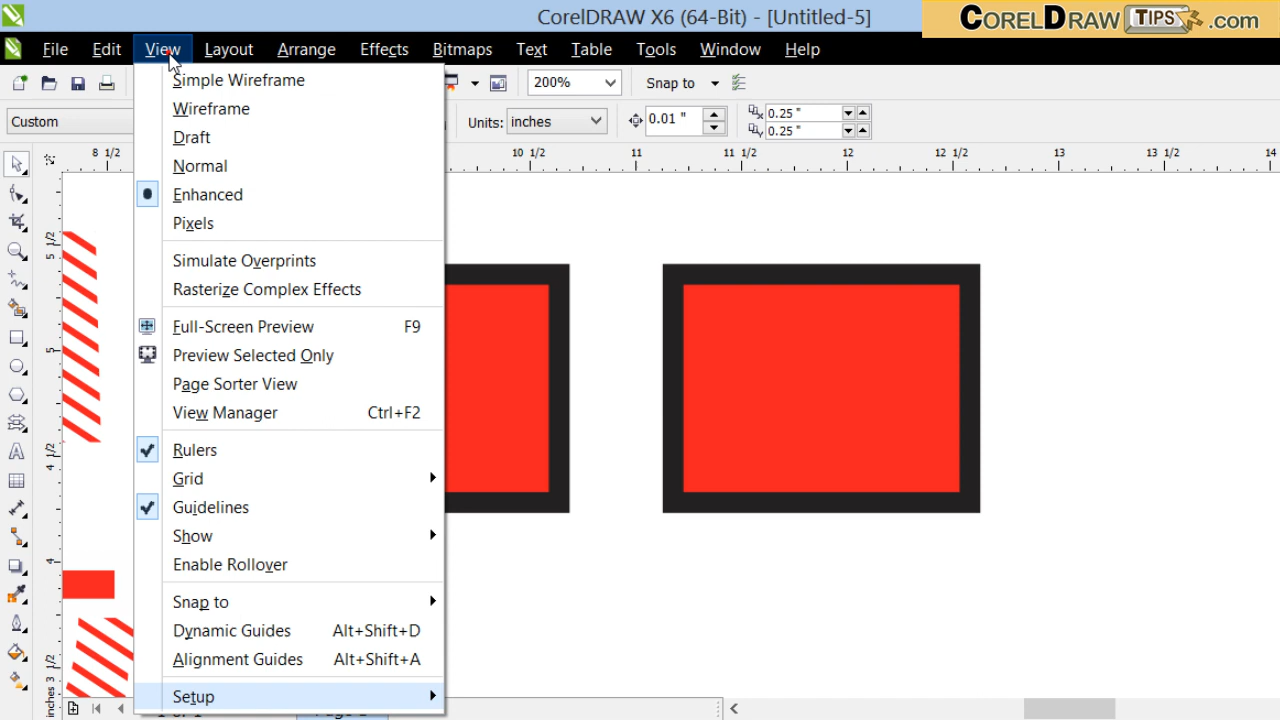 CorelDRAW X6 (64-Bit) - [Untitled-5]
CORELDRAW TIPS .com
File Edit View Layout Arrange Effects Bitmaps Text Table Tools Window Help
200% Snap to
Custom
Units: inches 0.01 " 0.25 "
0.25 "
8 1/2 10 1/2 11 11 1/2 12 12 1/2 13 13 1/2 14
Simple Wireframe
Wireframe
Draft
Normal
Enhanced
Pixels
Simulate Overprints
Rasterize Complex Effects
Full-Screen Preview F9
Preview Selected Only
Page Sorter View
View Manager Ctrl+F2
Rulers
Grid
Guidelines
Show
Enable Rollover
Snap to
Dynamic Guides Alt+Shift+D
Alignment Guides Alt+Shift+A
Setup
5 1/2
5
4 1/2
4
3 1/2
inches 3